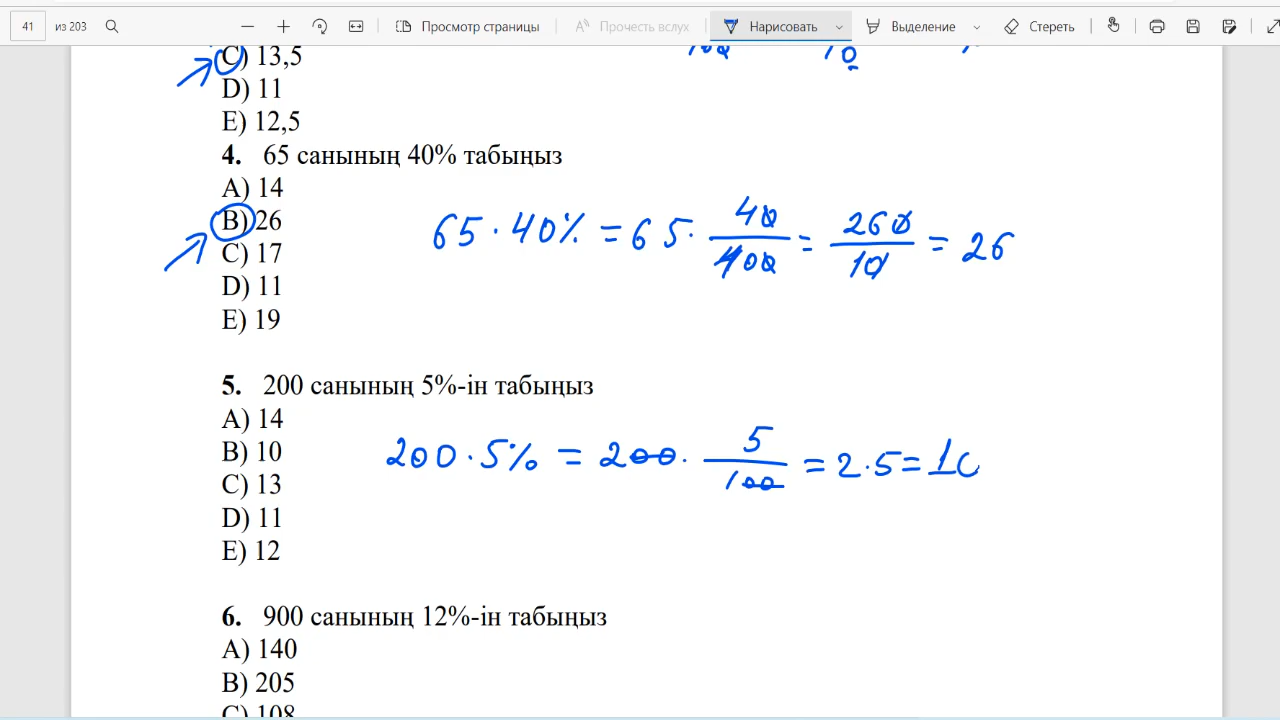 41 из 203 Просмотр страницы Прочесть вслух Нарисовать Выделение Стереть
C) 13,5
D) 11
E) 12,5
4. 65 санының 40% табыңыз
A) 14
B) 26
65 · 40% = 65 · 40/100 = 260/10 = 26
C) 17
D) 11
E) 19
5. 200 санының 5%-ін табыңыз
A) 14
B) 10
200 · 5% = 200 · 5/100 = 2 · 5 = 10
C) 13
D) 11
E) 12
6. 900 санының 12%-ін табыңыз
A) 140
B) 205
C) 108